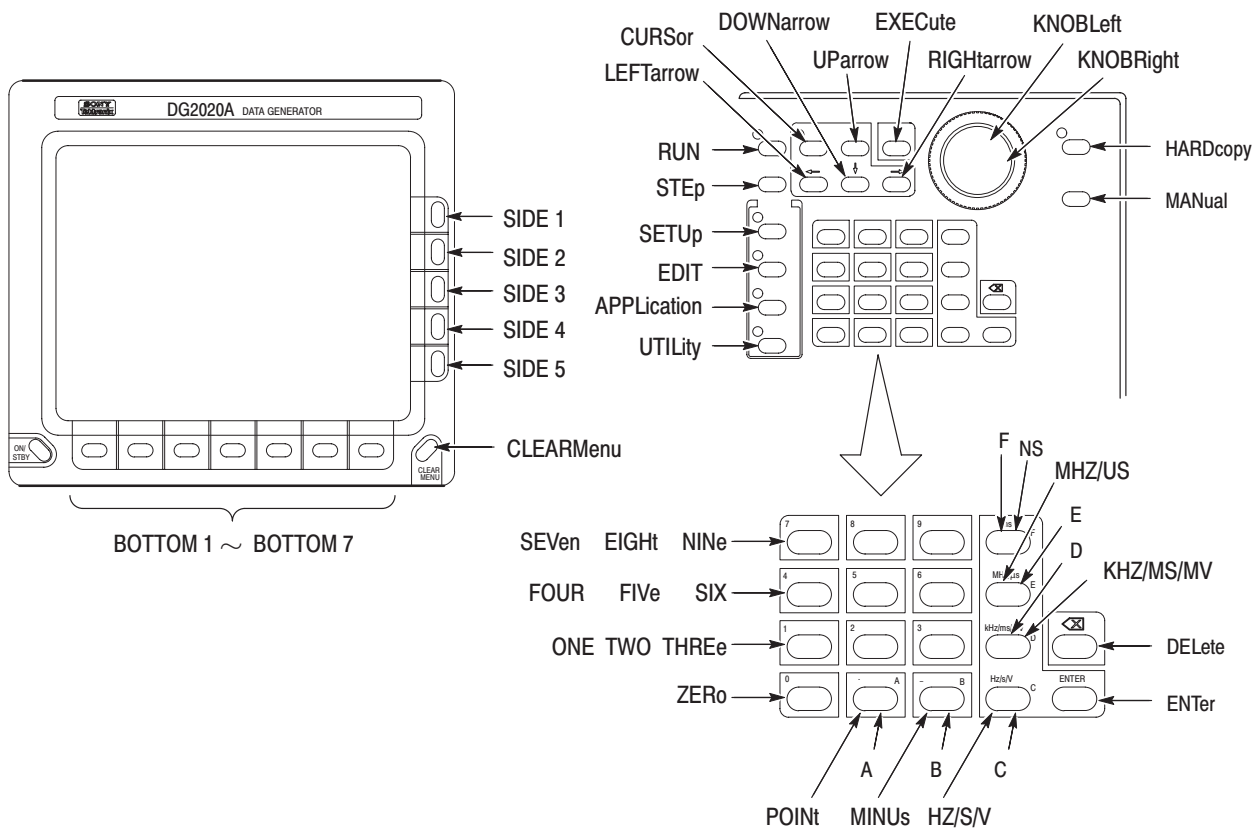 SONY
Tektronix
DG2020A DATA GENERATOR
SIDE 1
SIDE 2
SIDE 3
SIDE 4
SIDE 5
ON/
STBY
CLEAR
MENU
CLEARMenu
BOTTOM 1 ～ BOTTOM 7
DOWNarrow
EXECute
KNOBLeft
CURSor
UParrow
RIGHtarrow
KNOBRight
LEFTarrow
RUN
STEp
SETUp
EDIT
APPLication
UTILity
HARDcopy
MANual
F
NS
MHZ/US
E
D
KHZ/MS/MV
SEVen EIGHt NINe
7
8
9
F
FOUR FIVe SIX
4
5
6
E
ONE TWO THREe
1
2
3
D
DELete
ZERo
0
. A
– B
Hz/s/V
C
ENTER
ENTer
A
B
C
POINt
MINUs
HZ/S/V